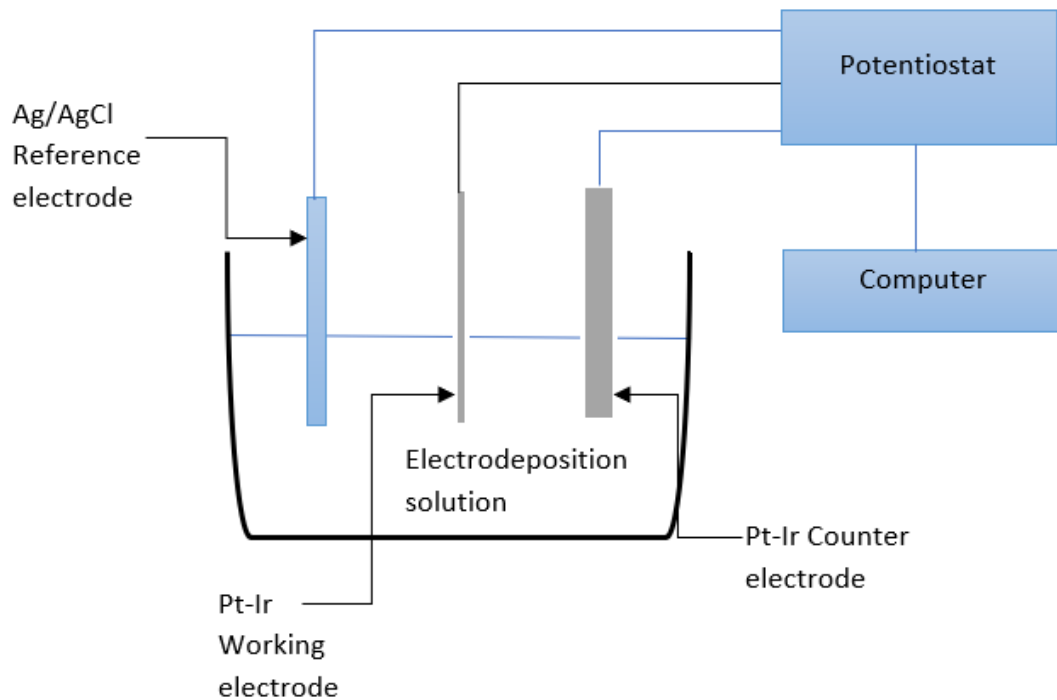 Potentiostat
Ag/AgCl
Reference
electrode
Computer
Electrodeposition
solution
Pt-Ir Counter
electrode
Pt-Ir
Working
electrode